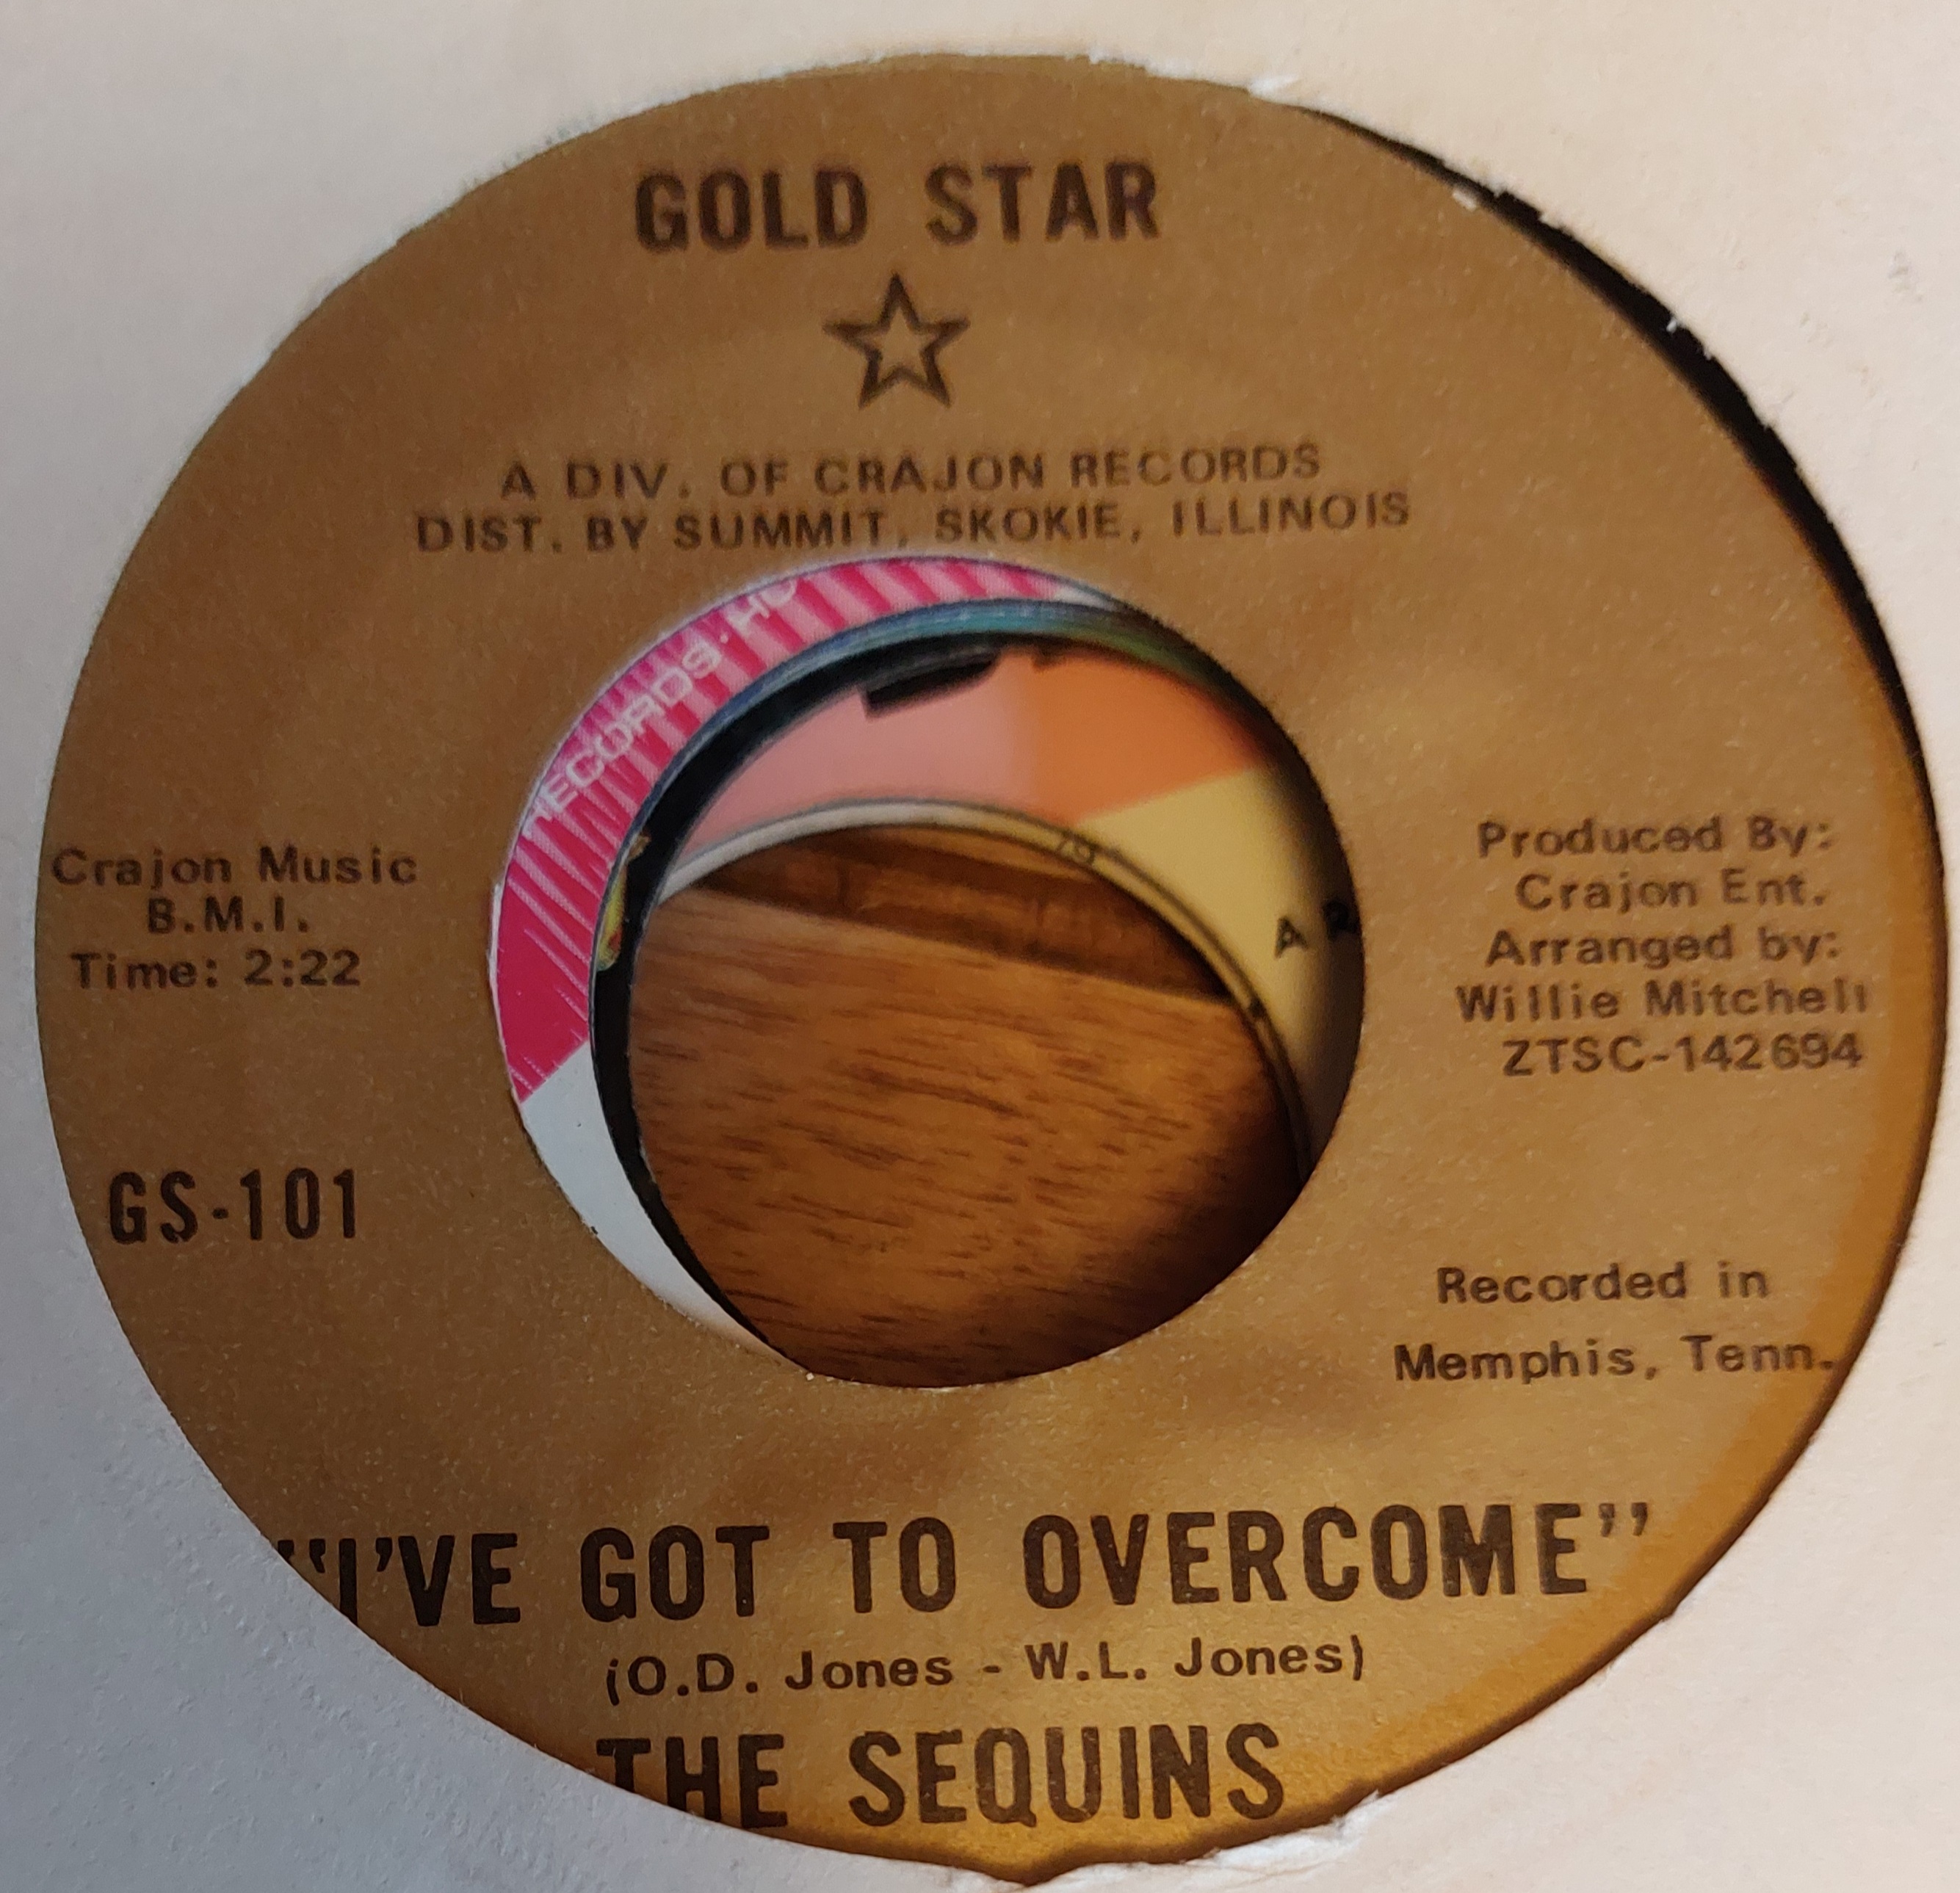 GOLD STAR
A DIV. OF CRAJON RECORDS
DIST. BY SUMMIT, SKOKIE, ILLINOIS
Crajon Music
B.M.I.
Time: 2:22
GS-101
Produced By:
Crajon Ent.
Arranged by:
Willie Mitchell
ZTSC-142694
Recorded in
Memphis, Tenn.
"I'VE GOT TO OVERCOME"
(O.D. Jones - W.L. Jones)
THE SEQUINS